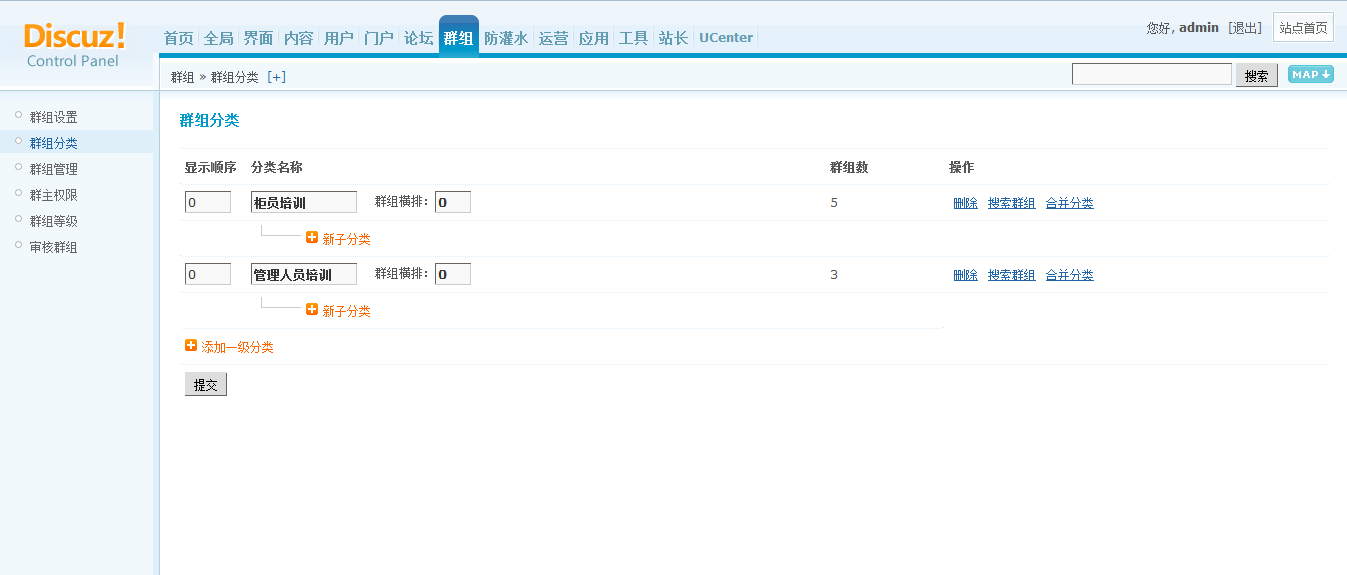 Discuz!
Control Panel
首页 全局 界面 内容 用户 门户 论坛 群组 防灌水 运营 应用 工具 站长 UCenter
您好, admin [退出] 站点首页
群组 » 群组分类 [+]
搜索 MAP
群组设置
群组分类
群组管理
群主权限
群组等级
审核群组
群组分类
显示顺序 分类名称 群组数 操作
0 柜员培训 群组横排: 0 5 删除 搜索群组 合并分类
新子分类
0 管理人员培训 群组横排: 0 3 删除 搜索群组 合并分类
新子分类
添加一级分类
提交